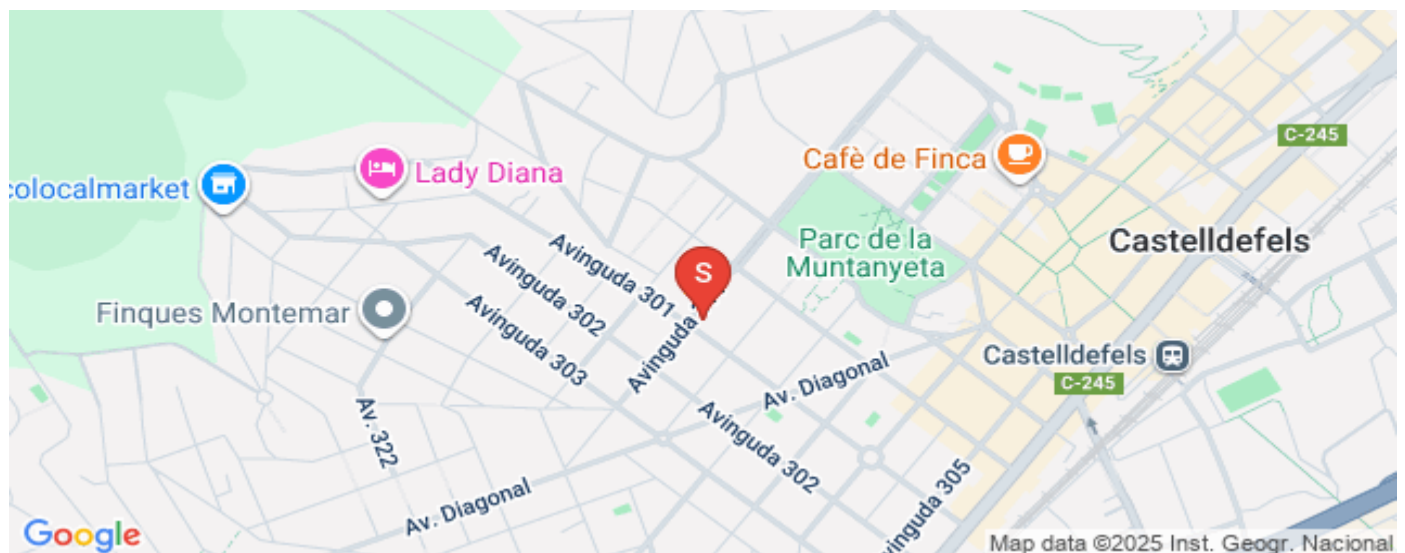 C-245
Cafè de Finca
Lady Diana
colocalmarket
Parc de la
Muntanyeta
Castelldefels
S
Avinguda 301
Avinguda 302
Avinguda 303
Avinguda
Finques Montemar
Castelldefels
C-245
Av. Diagonal
Av. 322
Avinguda 302
Avinguda 305
Av. Diagonal
Avinguda
Google
Map data ©2025 Inst. Geogr. Nacional